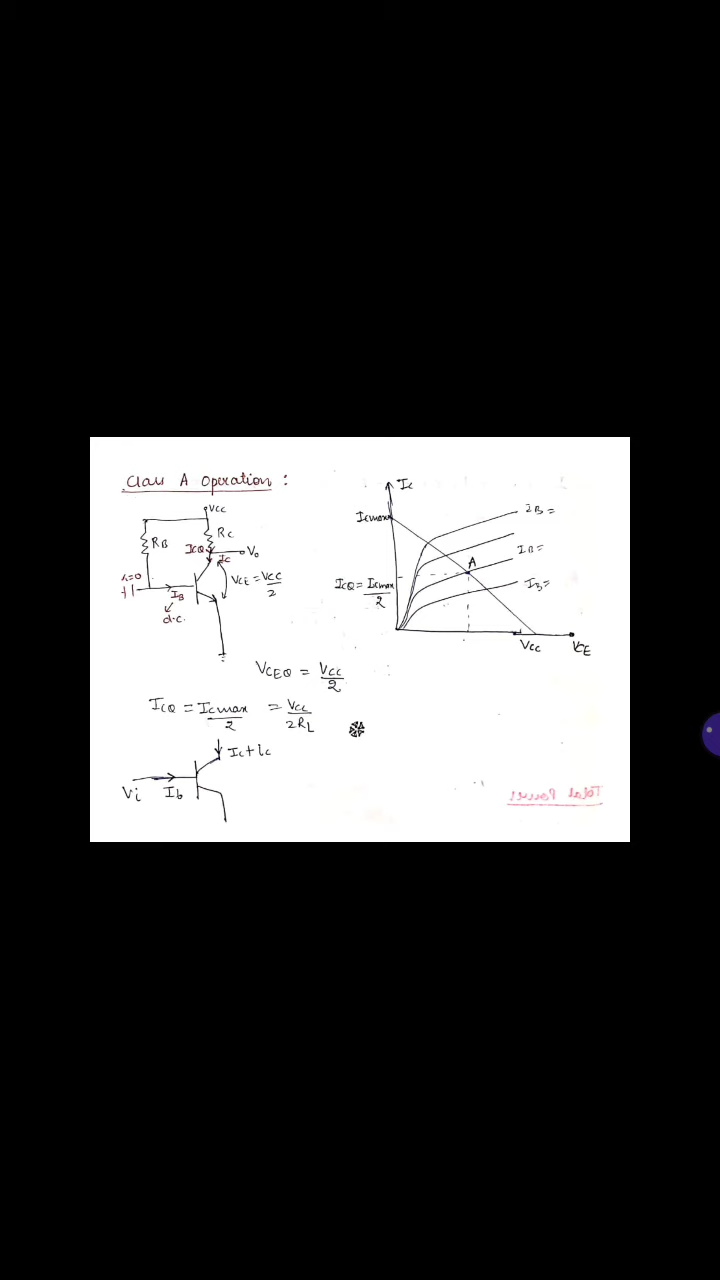 Class A Operation :
VCC
RB
RC
ICQ
IC
Vo
VCE = VCC/2
IB
d.c.
IC
ICmax
ICQ = ICmax/2
A
IB =
IB =
IB =
VCC
VCE
VCEQ = VCC/2
ICQ = ICmax/2 = VCC/2RL
IC + ic
Vi
Ib
Total Power